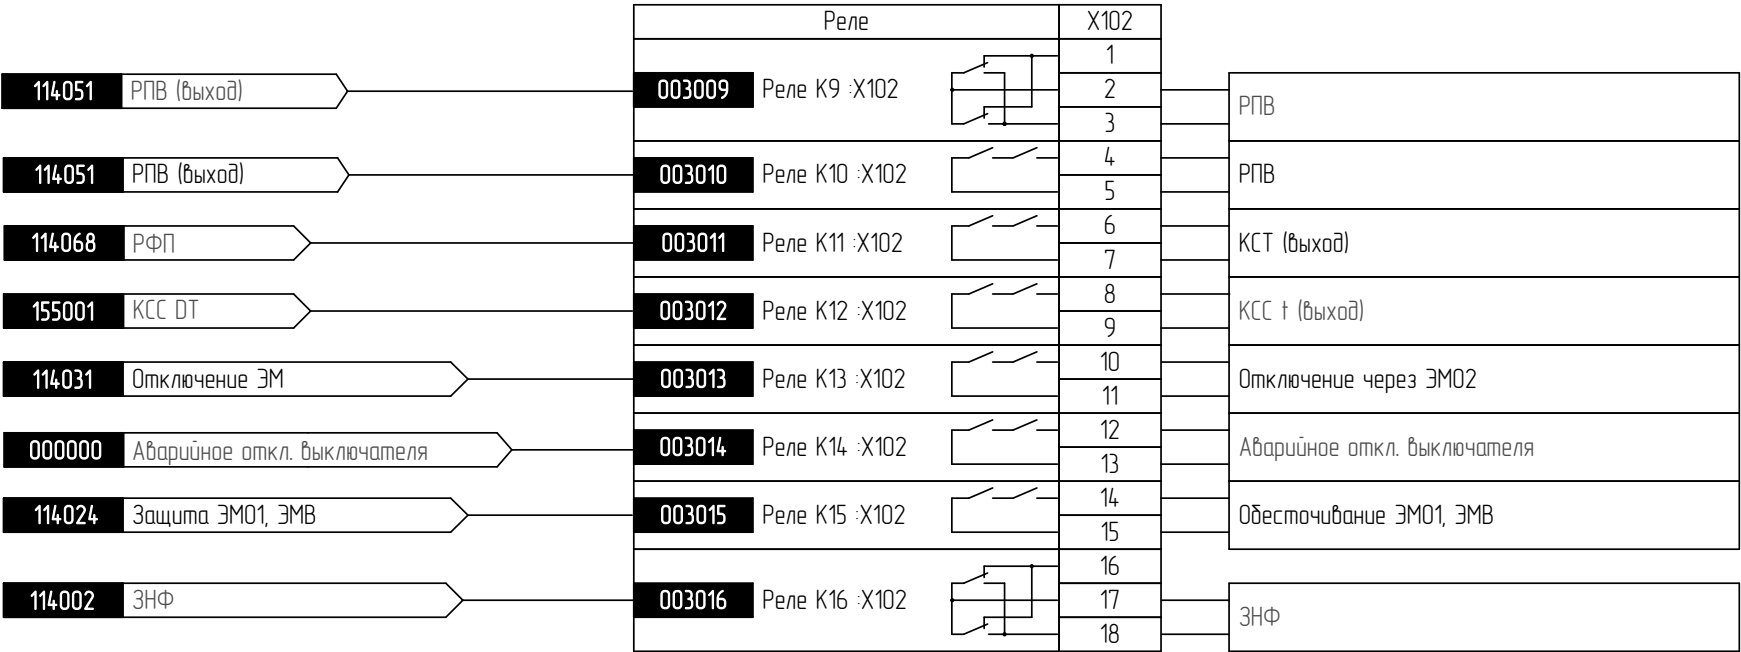 Реле X102
1
114051 РПВ (выход) 003009 Реле К9 :X102 2 РПВ
3
114051 РПВ (выход) 003010 Реле К10 :X102 4 РПВ
5
114068 РФП 003011 Реле К11 :X102 6 КСТ (выход)
7
155001 КСС DT 003012 Реле К12 :X102 8 КСС t (выход)
9
114031 Отключение ЭМ 003013 Реле К13 :X102 10 Отключение через ЭМО2
11
000000 Аварийное откл. выключателя 003014 Реле К14 :X102 12 Аварийное откл. выключателя
13
114024 Защита ЭМО1, ЭМВ 003015 Реле К15 :X102 14 Обесточивание ЭМО1, ЭМВ
15
16
114002 ЗНФ 003016 Реле К16 :X102 17 ЗНФ
18